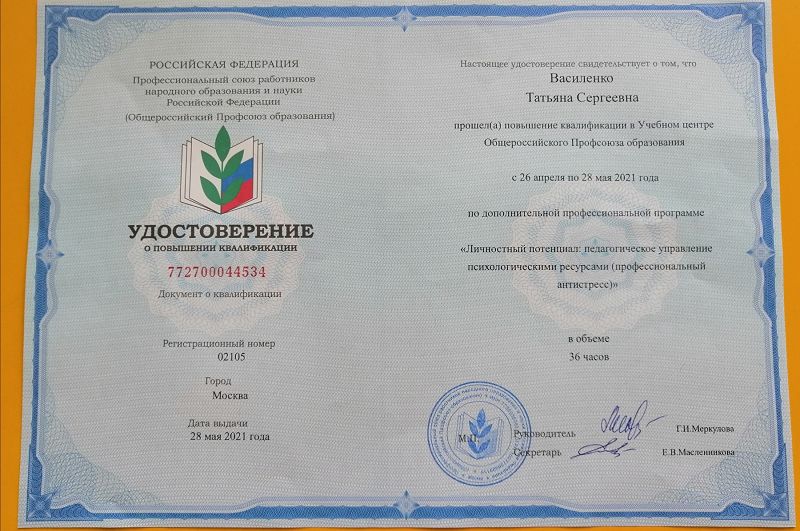 РОССИЙСКАЯ ФЕДЕРАЦИЯ
Профессиональный союз работников
народного образования и науки
Российской Федерации
(Общероссийский Профсоюз образования)
УДОСТОВЕРЕНИЕ
О ПОВЫШЕНИИ КВАЛИФИКАЦИИ
772700044534
Документ о квалификации
Регистрационный номер
02105
Город
Москва
Дата выдачи
28 мая 2021 года
Настоящее удостоверение свидетельствует о том, что
Василенко
Татьяна Сергеевна
прошел(а) повышение квалификации в Учебном центре
Общероссийского Профсоюза образования
с 26 апреля по 28 мая 2021 года
по дополнительной профессиональной программе
«Личностный потенциал: педагогическое управление
психологическими ресурсами (профессиональный
антистресс)»
в объеме
36 часов
М.П.
Руководитель
Г.И.Меркулова
Секретарь
Е.В.Масленникова